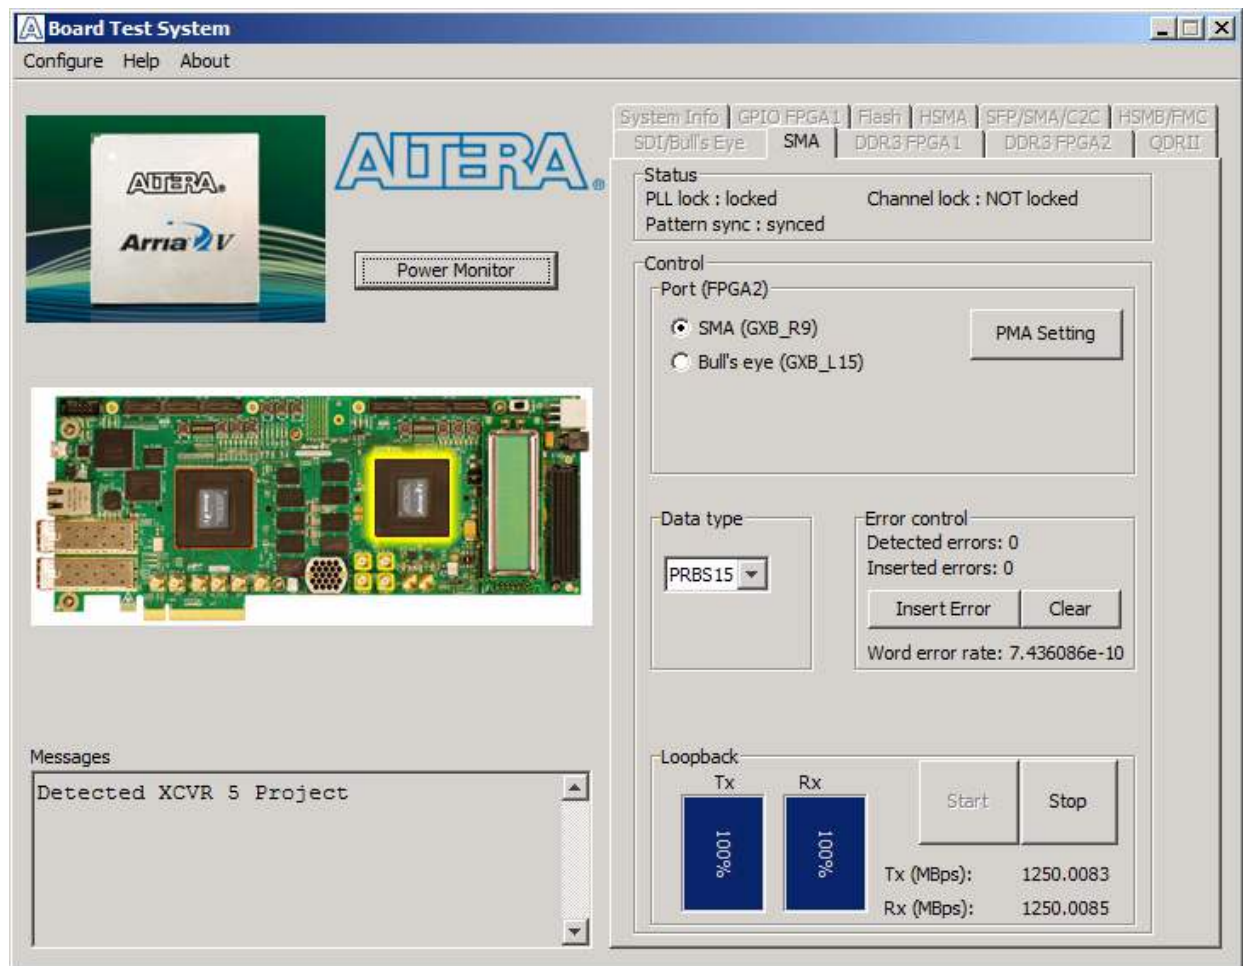 Board Test System
Configure Help About
ALTERA®
Arria V
ALTERA®
Power Monitor
System Info GPIO FPGA1 Flash HSMA SFP/SMA/C2C HSMB/FMC
SDI/Bull's Eye SMA DDR3 FPGA1 DDR3 FPGA2 QDRII
Status
PLL lock : locked Channel lock : NOT locked
Pattern sync : synced
Control
Port (FPGA2)
SMA (GXB_R9)
PMA Setting
Bull's eye (GXB_L15)
Data type
PRBS15
Error control
Detected errors: 0
Inserted errors: 0
Insert Error Clear
Word error rate: 7.436086e-10
Messages
Detected XCVR 5 Project
Loopback
Tx Rx
100% 100%
Start Stop
Tx (MBps): 1250.0083
Rx (MBps): 1250.0085